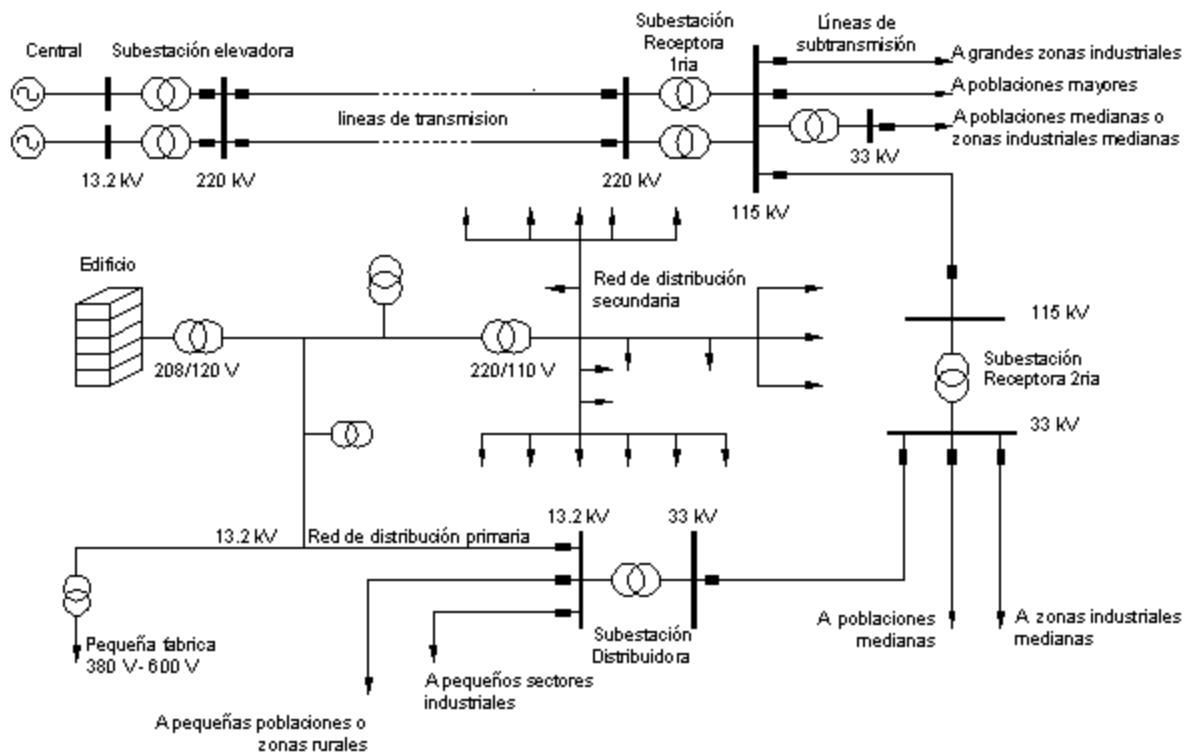 Central
Subestación elevadora
Subestación
Receptora
1ria
Líneas de
subtransmisión
A grandes zonas industriales
A poblaciones mayores
A poblaciones medianas o
zonas industriales medianas
lineas de transmision
33 kV
13.2 kV
220 kV
220 kV
115 kV
Edificio
Red de distribución
secundaria
115 kV
208/120 V
220/110 V
Subestación
Receptora 2ria
33 kV
13.2 kV
33 kV
13.2 kV
Red de distribución primaria
Pequeña fabrica
380 V- 600 V
Subestación
Distribuidora
A poblaciones
medianas
A zonas industriales
medianas
A pequeños sectores
industriales
A pequeñas poblaciones o
zonas rurales